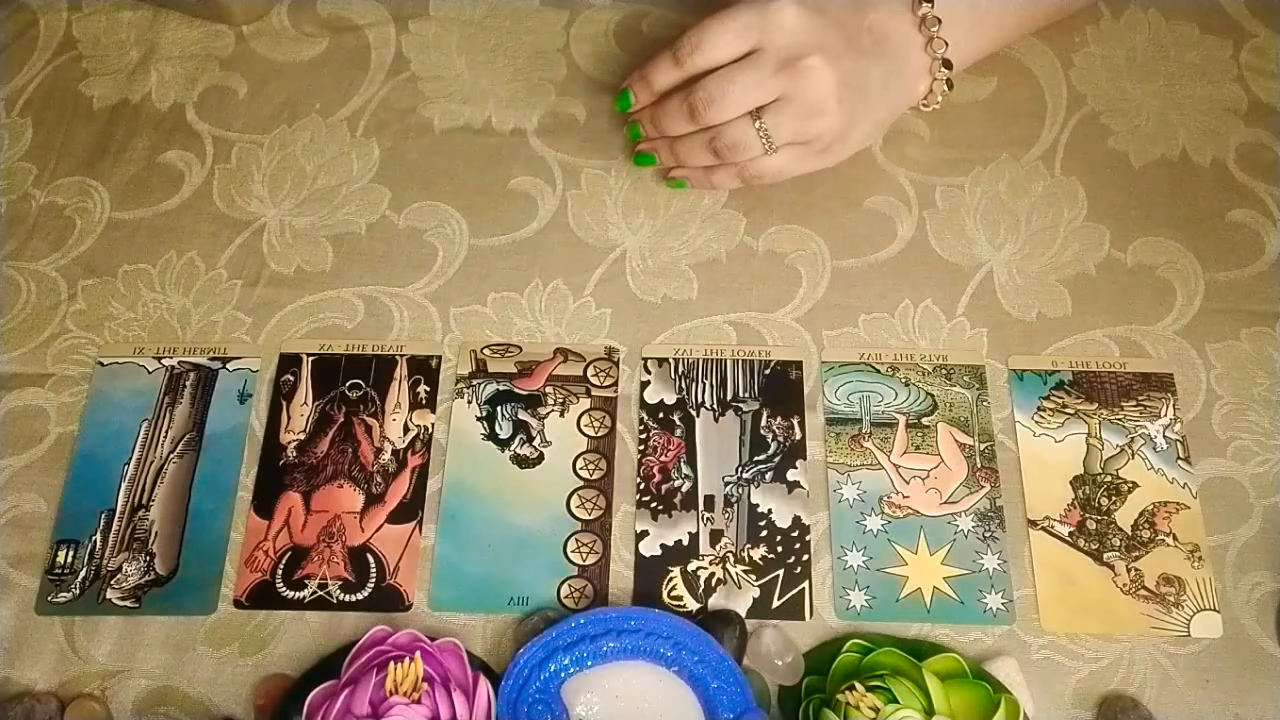 IX - THE HERMIT
XV - THE DEVIL
VIII
XVI - THE TOWER
XVII - THE STAR
0 - THE FOOL